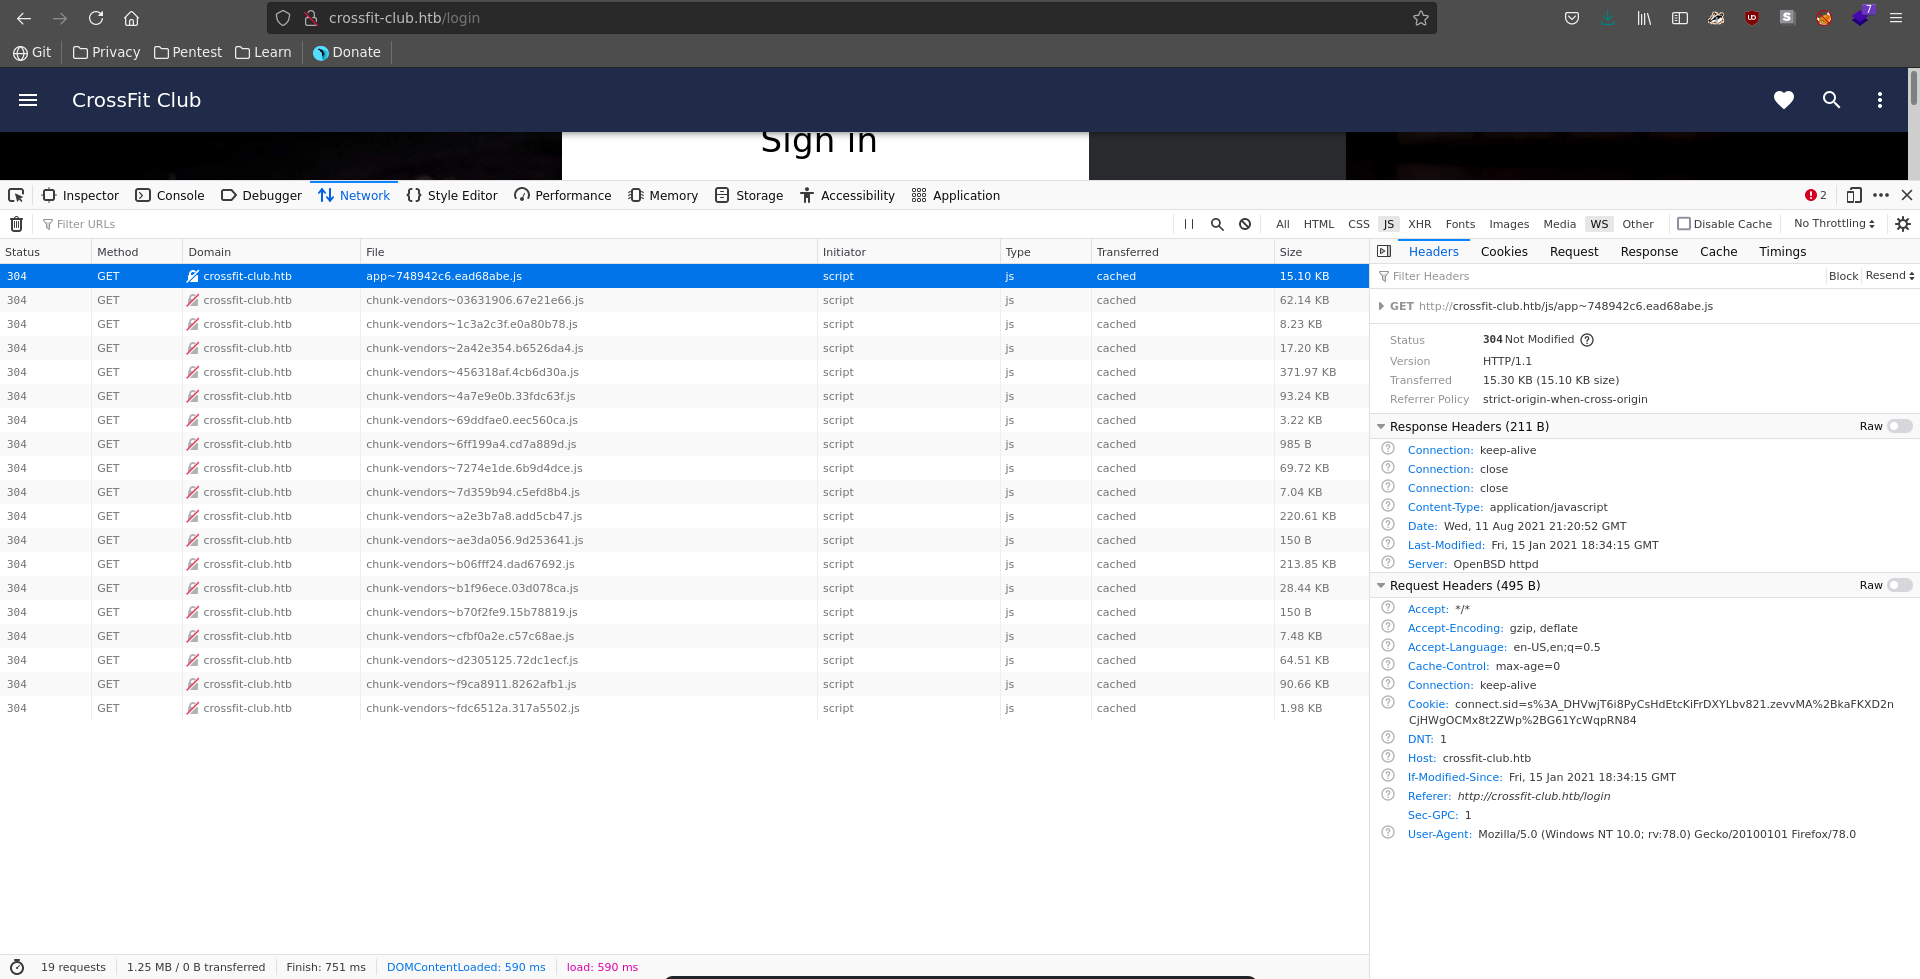 crossfit-club.htb/login
7
Git Privacy Pentest Learn Donate
CrossFit Club
Sign in
Inspector Console Debugger Network Style Editor Performance Memory Storage Accessibility Application 2
Filter URLs All HTML CSS JS XHR Fonts Images Media WS Other Disable Cache No Throttling
Status Method Domain File Initiator Type Transferred Size
304 GET crossfit-club.htb app~748942c6.ead68abe.js script js cached 15.10 KB
304 GET crossfit-club.htb chunk-vendors~03631906.67e21e66.js script js cached 62.14 KB
304 GET crossfit-club.htb chunk-vendors~1c3a2c3f.e0a80b78.js script js cached 8.23 KB
304 GET crossfit-club.htb chunk-vendors~2a42e354.b6526da4.js script js cached 17.20 KB
304 GET crossfit-club.htb chunk-vendors~456318af.4cb6d30a.js script js cached 371.97 KB
304 GET crossfit-club.htb chunk-vendors~4a7e9e0b.33fdc63f.js script js cached 93.24 KB
304 GET crossfit-club.htb chunk-vendors~69ddfae0.eec560ca.js script js cached 3.22 KB
304 GET crossfit-club.htb chunk-vendors~6ff199a4.cd7a889d.js script js cached 985 B
304 GET crossfit-club.htb chunk-vendors~7274e1de.6b9d4dce.js script js cached 69.72 KB
304 GET crossfit-club.htb chunk-vendors~7d359b94.c5efd8b4.js script js cached 7.04 KB
304 GET crossfit-club.htb chunk-vendors~a2e3b7a8.add5cb47.js script js cached 220.61 KB
304 GET crossfit-club.htb chunk-vendors~ae3da056.9d253641.js script js cached 150 B
304 GET crossfit-club.htb chunk-vendors~b06fff24.dad67692.js script js cached 213.85 KB
304 GET crossfit-club.htb chunk-vendors~b1f96ece.03d078ca.js script js cached 28.44 KB
304 GET crossfit-club.htb chunk-vendors~b70f2fe9.15b78819.js script js cached 150 B
304 GET crossfit-club.htb chunk-vendors~cfbf0a2e.c57c68ae.js script js cached 7.48 KB
304 GET crossfit-club.htb chunk-vendors~d2305125.72dc1ecf.js script js cached 64.51 KB
304 GET crossfit-club.htb chunk-vendors~f9ca8911.8262afb1.js script js cached 90.66 KB
304 GET crossfit-club.htb chunk-vendors~fdc6512a.317a5502.js script js cached 1.98 KB
Headers Cookies Request Response Cache Timings
Filter Headers Block Resend
GET http://crossfit-club.htb/js/app~748942c6.ead68abe.js
Status 304 Not Modified
Version HTTP/1.1
Transferred 15.30 KB (15.10 KB size)
Referrer Policy strict-origin-when-cross-origin
Response Headers (211 B) Raw
Connection: keep-alive
Connection: close
Connection: close
Content-Type: application/javascript
Date: Wed, 11 Aug 2021 21:20:52 GMT
Last-Modified: Fri, 15 Jan 2021 18:34:15 GMT
Server: OpenBSD httpd
Request Headers (495 B) Raw
Accept: */*
Accept-Encoding: gzip, deflate
Accept-Language: en-US,en;q=0.5
Cache-Control: max-age=0
Connection: keep-alive
Cookie: connect.sid=s%3A_DHVwjT6i8PyCsHdEtcKiFrDXYLbv821.zevvMA%2BkaFKXD2n
CjHWgOCMx8t2ZWp%2BG61YcWqpRN84
DNT: 1
Host: crossfit-club.htb
If-Modified-Since: Fri, 15 Jan 2021 18:34:15 GMT
Referer: http://crossfit-club.htb/login
Sec-GPC: 1
User-Agent: Mozilla/5.0 (Windows NT 10.0; rv:78.0) Gecko/20100101 Firefox/78.0
19 requests 1.25 MB / 0 B transferred Finish: 751 ms DOMContentLoaded: 590 ms load: 590 ms